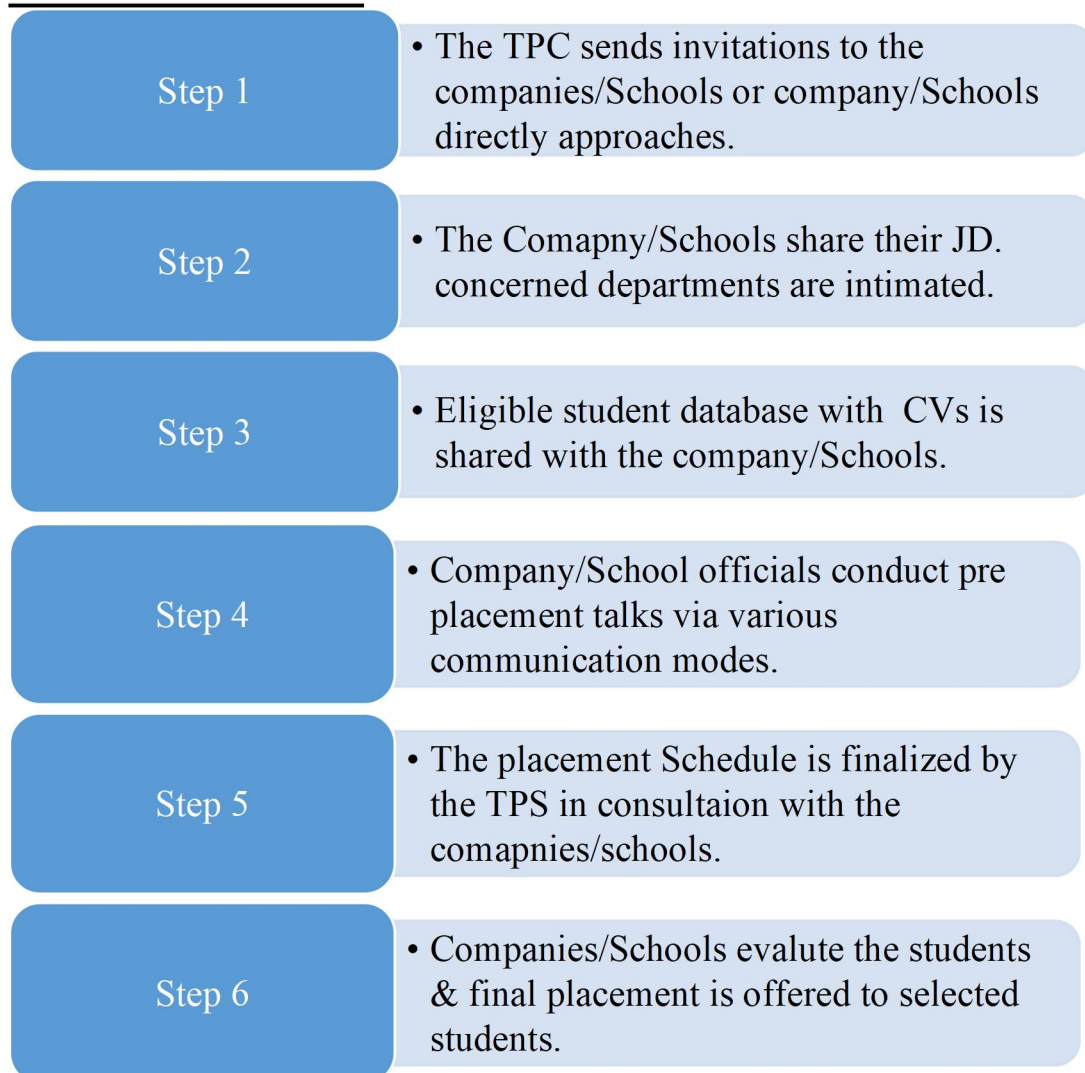 Step 1
• The TPC sends invitations to the
companies/Schools or company/Schools
directly approaches.
Step 2
• The Comapny/Schools share their JD.
concerned departments are intimated.
Step 3
• Eligible student database with  CVs is
shared with the company/Schools.
Step 4
• Company/School officials conduct pre
placement talks via various
communication modes.
Step 5
• The placement Schedule is finalized by
the TPS in consultaion with the
comapnies/schools.
Step 6
• Companies/Schools evalute the students
& final placement is offered to selected
students.